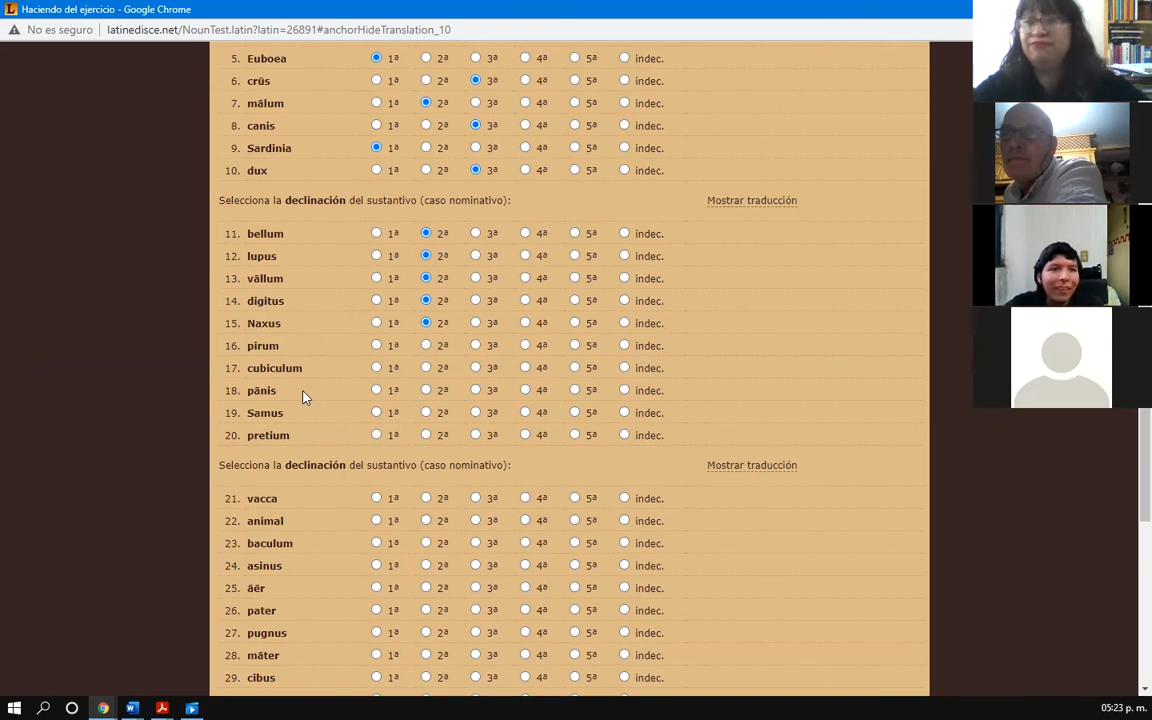 Haciendo del ejercicio - Google Chrome
No es seguro latinedisce.net/NounTest.latin?latin=26891#anchorHideTranslation_10
5. Euboea 1ª 2ª 3ª 4ª 5ª indec.
6. crūs 1ª 2ª 3ª 4ª 5ª indec.
7. mālum 1ª 2ª 3ª 4ª 5ª indec.
8. canis 1ª 2ª 3ª 4ª 5ª indec.
9. Sardinia 1ª 2ª 3ª 4ª 5ª indec.
10. dux 1ª 2ª 3ª 4ª 5ª indec.
Selecciona la declinación del sustantivo (caso nominativo): Mostrar traducción
11. bellum 1ª 2ª 3ª 4ª 5ª indec.
12. lupus 1ª 2ª 3ª 4ª 5ª indec.
13. vāllum 1ª 2ª 3ª 4ª 5ª indec.
14. digitus 1ª 2ª 3ª 4ª 5ª indec.
15. Naxus 1ª 2ª 3ª 4ª 5ª indec.
16. pirum 1ª 2ª 3ª 4ª 5ª indec.
17. cubiculum 1ª 2ª 3ª 4ª 5ª indec.
18. pānis 1ª 2ª 3ª 4ª 5ª indec.
19. Samus 1ª 2ª 3ª 4ª 5ª indec.
20. pretium 1ª 2ª 3ª 4ª 5ª indec.
Selecciona la declinación del sustantivo (caso nominativo): Mostrar traducción
21. vacca 1ª 2ª 3ª 4ª 5ª indec.
22. animal 1ª 2ª 3ª 4ª 5ª indec.
23. baculum 1ª 2ª 3ª 4ª 5ª indec.
24. asinus 1ª 2ª 3ª 4ª 5ª indec.
25. āēr 1ª 2ª 3ª 4ª 5ª indec.
26. pater 1ª 2ª 3ª 4ª 5ª indec.
27. pugnus 1ª 2ª 3ª 4ª 5ª indec.
28. māter 1ª 2ª 3ª 4ª 5ª indec.
29. cibus 1ª 2ª 3ª 4ª 5ª indec.
05:23 p. m.